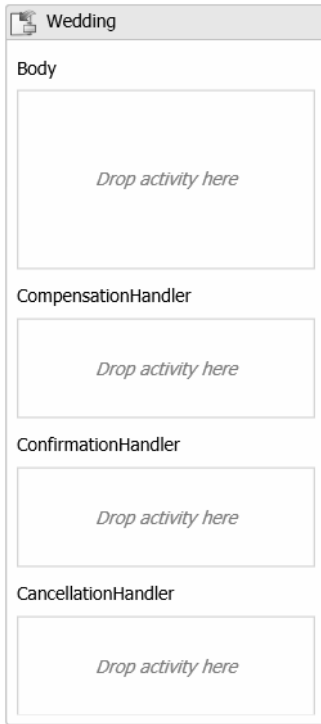 Wedding
Body
Drop activity here
CompensationHandler
Drop activity here
ConfirmationHandler
Drop activity here
CancellationHandler
Drop activity here